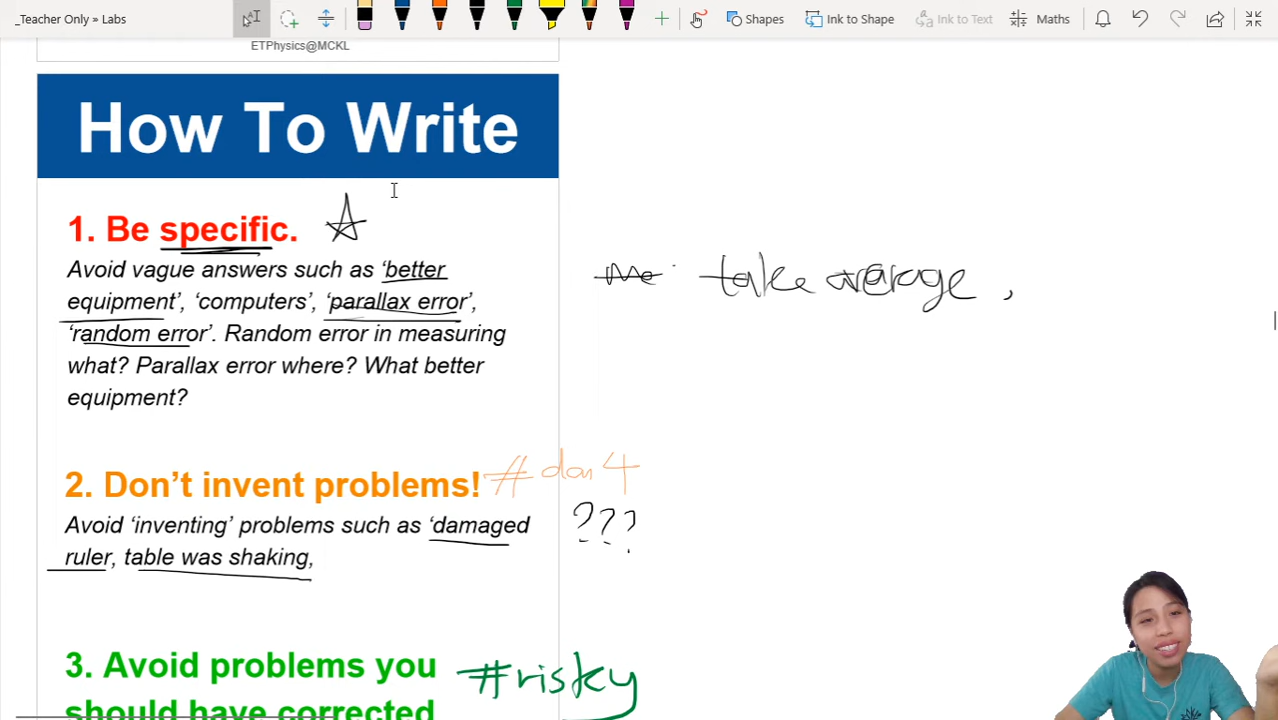 _Teacher Only » Labs
Shapes
Ink to Shape
Ink to Text
Maths
ETPhysics@MCKL
How To Write
1. Be specific.
Avoid vague answers such as ‘better
equipment’, ‘computers’, ‘parallax error’,
‘random error’. Random error in measuring
what? Parallax error where? What better
equipment?
take average,
2. Don’t invent problems!
#don4
Avoid ‘inventing’ problems such as ‘damaged
ruler, table was shaking,
???
3. Avoid problems you
should have corrected
#risky